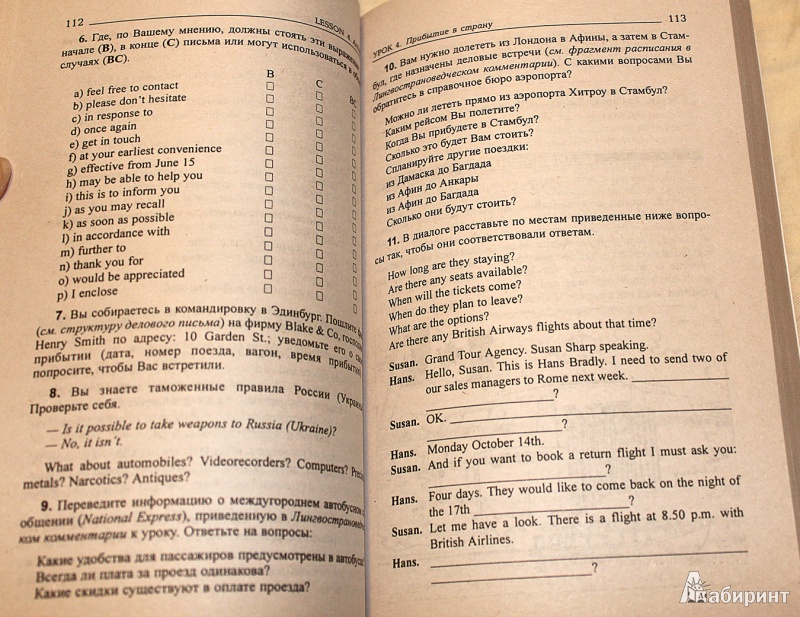 112 LESSON 4.
6. Где, по Вашему мнению, должны стоять эти выражения
начале (B), в конце (C) письма или могут использоваться в
случаях (BC).
B C BC
a) feel free to contact
b) please don't hesitate
c) in response to
d) once again
e) get in touch
f) at your earliest convenience
g) effective from June 15
h) may be able to help you
i) this is to inform you
j) as you may recall
k) as soon as possible
l) in accordance with
m) further to
n) thank you for
o) would be appreciated
p) I enclose
7. Вы собираетесь в командировку в Эдинбург. Пошлите
(см. структуру делового письма) на фирму Blake & Co,
Henry Smith по адресу: 10 Garden St.; уведомьте его о
прибытии (дата, номер поезда, вагон, время прибытия)
попросите, чтобы Вас встретили.
8. Вы знаете таможенные правила России
Проверьте себя.
— Is it possible to take weapons to Russia (Ukraine)?
— No, it isn't.
What about automobiles? Videorecorders? Computers?
metals? Narcotics? Antiques?
9. Переведите информацию о междугороднем автобусном
общении (National Express), приведенную в
ком комментарии к уроку. Ответьте на вопросы:
Какие удобства для пассажиров предусмотрены в
Всегда ли плата за проезд одинакова?
Какие скидки существуют в оплате проезда?
УРОК 4. Прибытие в страну 113
10. Вам нужно долететь из Лондона в Афины, а затем в Стам-
бул, где назначены деловые встречи (см. фрагмент расписания в
Лингвострановедческом комментарии). С какими вопросами Вы
обратитесь в справочное бюро аэропорта?
Можно ли лететь прямо из аэропорта Хитроу в Стамбул?
Каким рейсом Вы полетите?
Когда Вы прибудете в Стамбул?
Сколько это будет Вам стоить?
Спланируйте другие поездки:
из Дамаска до Багдада
из Афин до Анкары
из Афин до Багдада
Сколько они будут стоить?
11. В диалоге расставьте по местам приведенные ниже вопро-
сы так, чтобы они соответствовали ответам.
How long are they staying?
Are there any seats available?
When will the tickets come?
When do they plan to leave?
What are the options?
Are there any British Airways flights about that time?
Susan. Grand Tour Agency. Susan Sharp speaking.
Hans. Hello, Susan. This is Hans Bradly. I need to send two of
our sales managers to Rome next week. ____________
____________?
Susan. OK. ____________
____________?
Hans. Monday October 14th.
Susan. And if you want to book a return flight I must ask you:
____________?
Hans. Four days. They would like to come back on the night of
the 17th ____________?
Susan. Let me have a look. There is a flight at 8.50 p.m. with
British Airlines.
Hans. ____________
____________?
Лабиринт